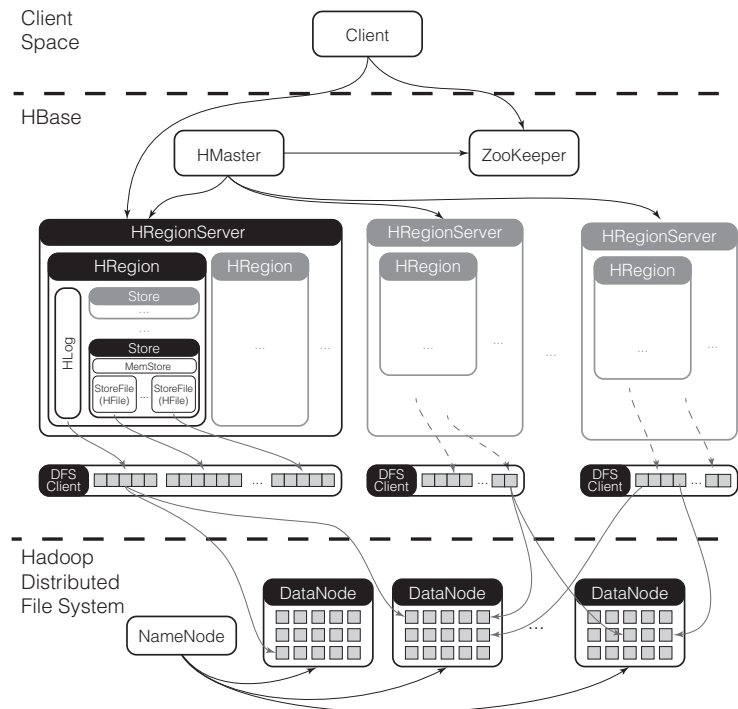 Client
Space
Client
HBase
HMaster
ZooKeeper
HRegionServer
HRegion
HLog
Store
...
...
Store
MemStore
StoreFile
(HFile)
...
StoreFile
(HFile)
HRegion
...
...
HRegionServer
HRegion
...
...
...
HRegionServer
HRegion
...
...
DFS
Client
...
DFS
Client
...
DFS
Client
...
Hadoop
Distributed
File System
NameNode
DataNode
DataNode
...
DataNode